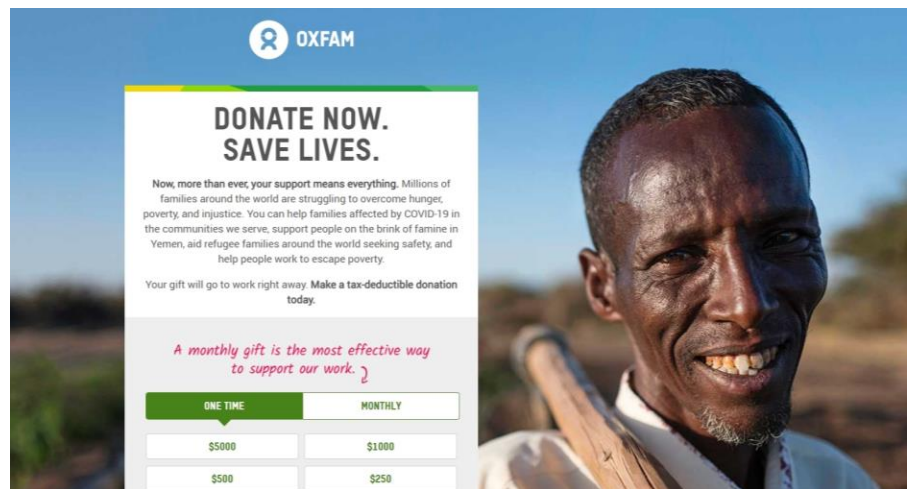 OXFAM
DONATE NOW.
SAVE LIVES.
Now, more than ever, your support means everything. Millions of
families around the world are struggling to overcome hunger,
poverty, and injustice. You can help families affected by COVID-19 in
the communities we serve, support people on the brink of famine in
Yemen, aid refugee families around the world seeking safety, and
help people work to escape poverty.
Your gift will go to work right away. Make a tax-deductible donation
today.
A monthly gift is the most effective way
to support our work.
ONE TIME MONTHLY
$5000 $1000
$500 $250